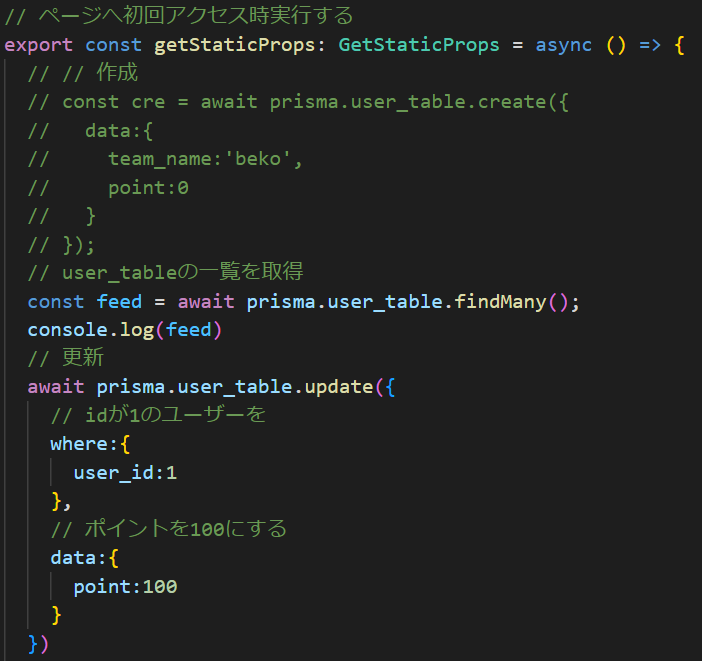 // ページへ初回アクセス時実行する
export const getStaticProps: GetStaticProps = async () => {
  // // 作成
  // const cre = await prisma.user_table.create({
  //   data:{
  //     team_name:'beko',
  //     point:0
  //   }
  // });
  // user_tableの一覧を取得
  const feed = await prisma.user_table.findMany();
  console.log(feed)
  // 更新
  await prisma.user_table.update({
    // idが1のユーザーを
    where:{
      user_id:1
    },
    // ポイントを100にする
    data:{
      point:100
    }
  })